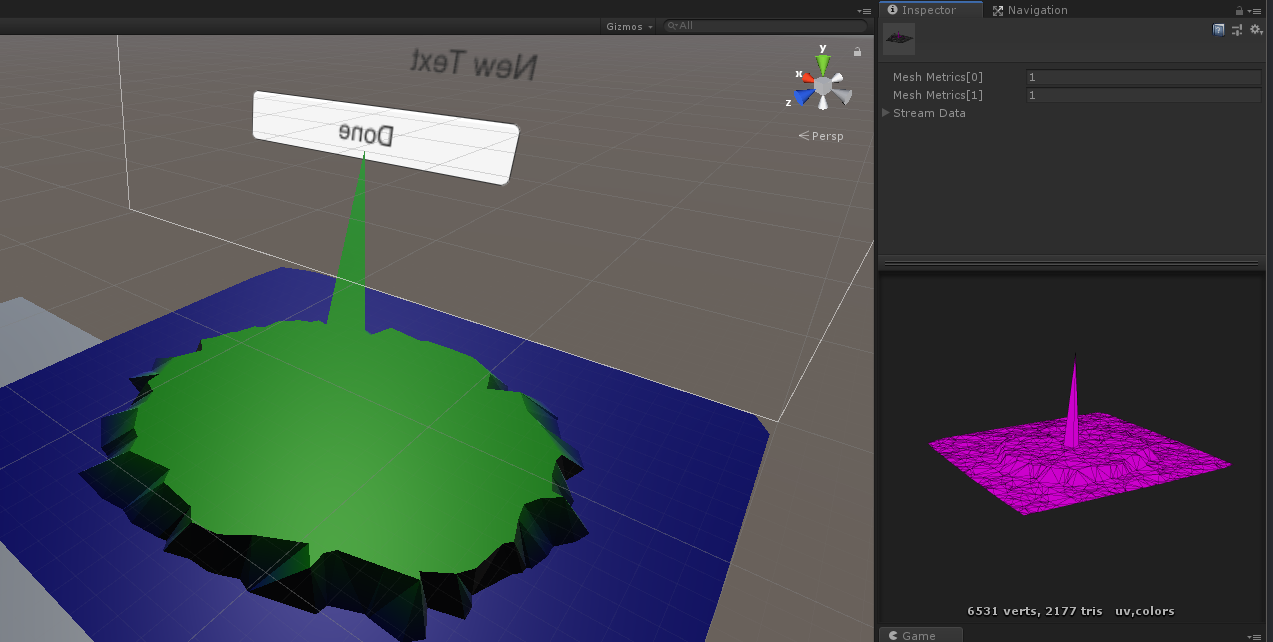 Inspector
Navigation
Gizmos
All
New Text
Done
y
x
z
Persp
Mesh Metrics[0] 1
Mesh Metrics[1] 1
Stream Data
6531 verts, 2177 tris uv,colors
Game